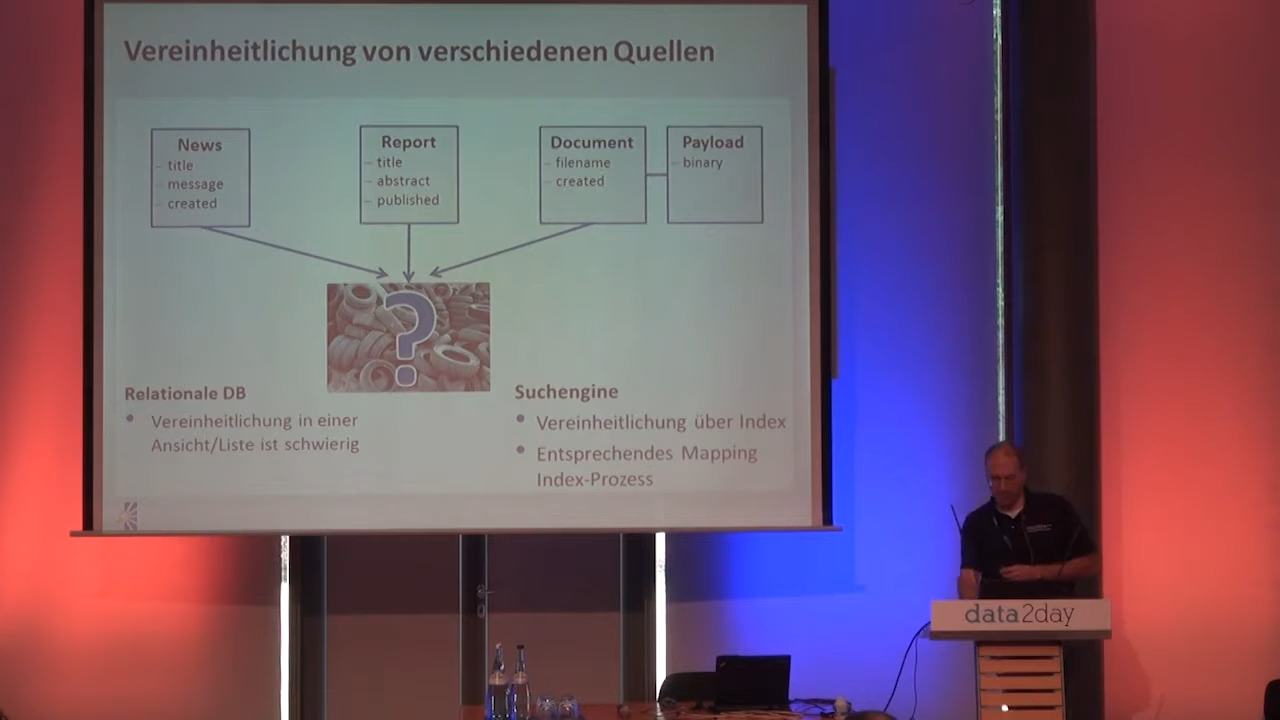 Vereinheitlichung von verschiedenen Quellen
News
– title
– message
– created
Report
– title
– abstract
– published
Document
– filename
– created
Payload
– binary
?
Relationale DB
• Vereinheitlichung in einer
Ansicht/Liste ist schwierig
Suchengine
• Vereinheitlichung über Index
• Entsprechendes Mapping
Index-Prozess
data2day